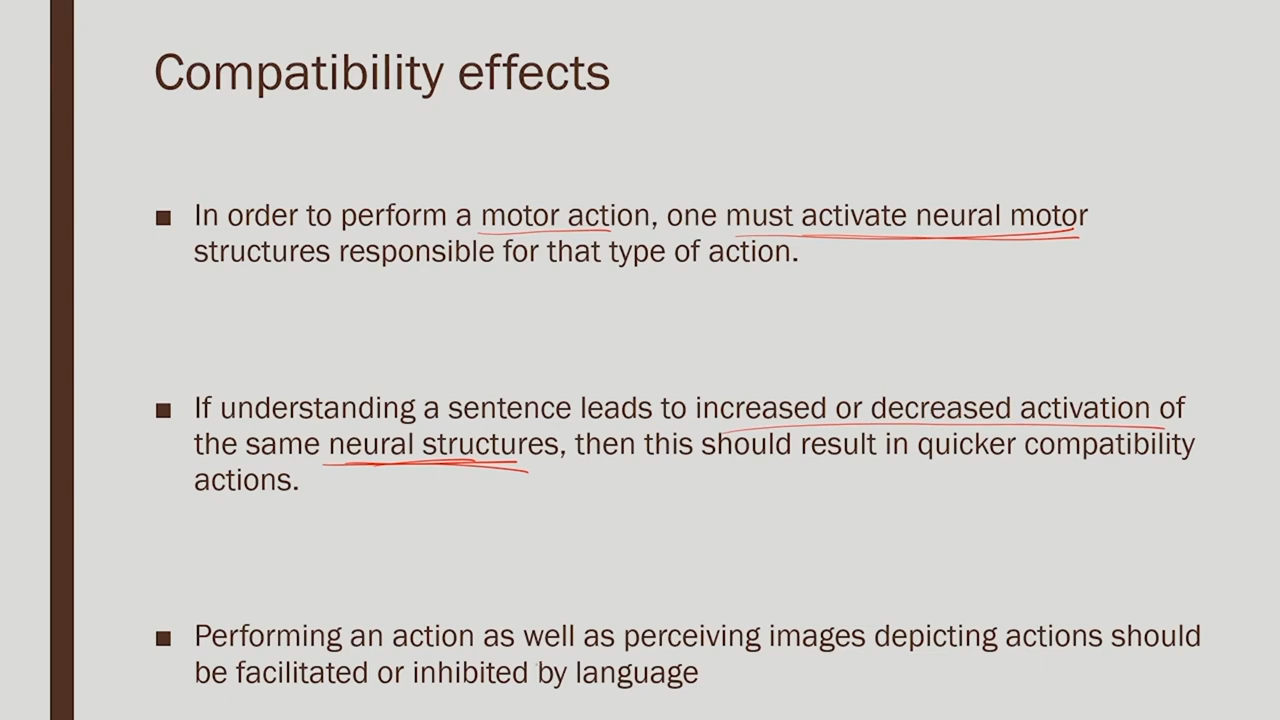 Compatibility effects
■ In order to perform a motor action, one must activate neural motor
structures responsible for that type of action.
■ If understanding a sentence leads to increased or decreased activation of
the same neural structures, then this should result in quicker compatibility
actions.
■ Performing an action as well as perceiving images depicting actions should
be facilitated or inhibited by language